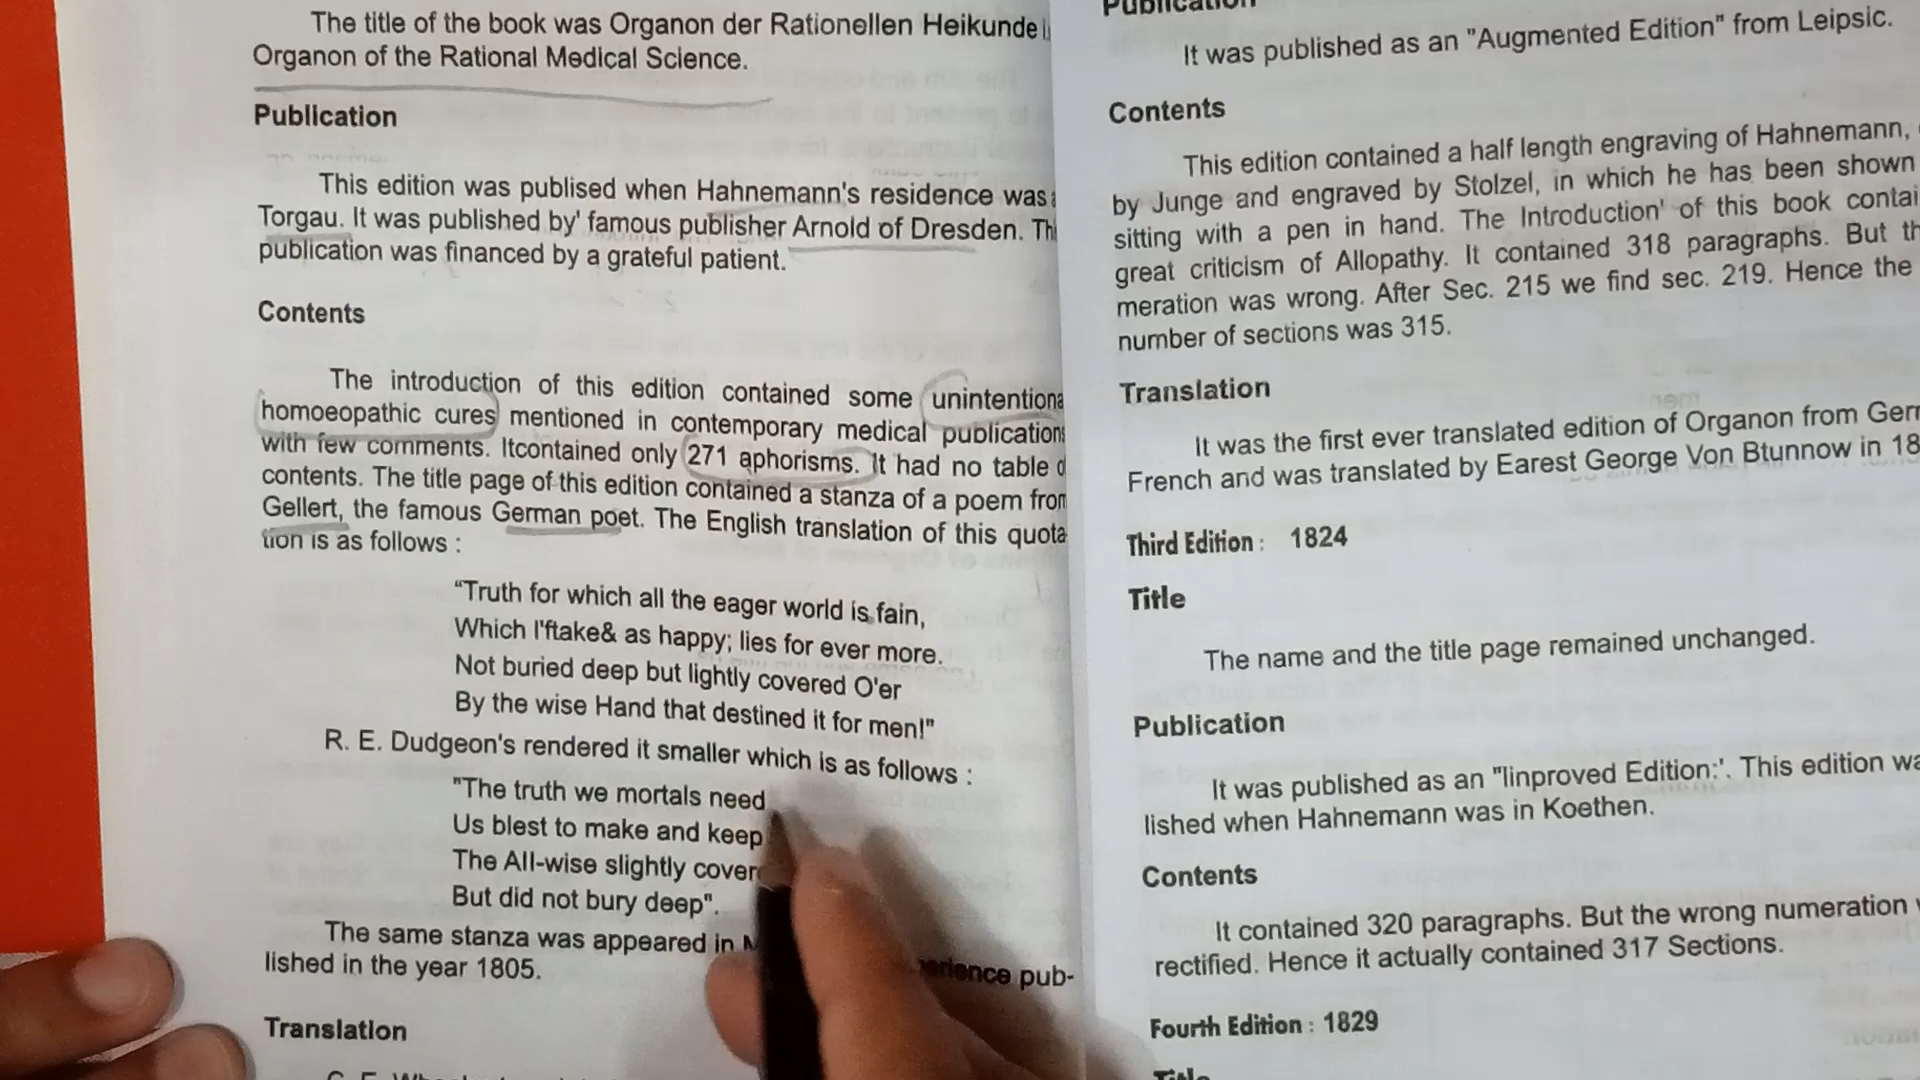 The title of the book was Organon der Rationellen Heikunde
Organon of the Rational Medical Science.
Publication
This edition was publised when Hahnemann's residence was
Torgau. It was published by' famous publisher Arnold of Dresden.
publication was financed by a grateful patient.
Contents
The introduction of this edition contained some unintentiona
homoeopathic cures mentioned in contemporary medical publication
with few comments. Itcontained only 271 aphorisms. It had no table
contents. The title page of this edition contained a stanza of a poem from
Gellert, the famous German poet. The English translation of this quota
tion is as follows :
“Truth for which all the eager world is fain,
Which I'ftake& as happy; lies for ever more.
Not buried deep but lightly covered O'er
By the wise Hand that destined it for men!"
R. E. Dudgeon's rendered it smaller which is as follows :
"The truth we mortals need
Us blest to make and keep
The All-wise slightly cover
But did not bury deep".
The same stanza was appeared in pub-
lished in the year 1805.
Translation
Publication
It was published as an "Augmented Edition" from Leipsic.
Contents
This edition contained a half length engraving of Hahnemann,
by Junge and engraved by Stolzel, in which he has been shown
sitting with a pen in hand. The Introduction' of this book contai
great criticism of Allopathy. It contained 318 paragraphs. But th
meration was wrong. After Sec. 215 we find sec. 219. Hence the
number of sections was 315.
Translation
It was the first ever translated edition of Organon from Ger
French and was translated by Earest George Von Btunnow in 18
Third Edition : 1824
Title
The name and the title page remained unchanged.
Publication
It was published as an "linproved Edition:'. This edition wa
lished when Hahnemann was in Koethen.
Contents
It contained 320 paragraphs. But the wrong numeration
rectified. Hence it actually contained 317 Sections.
Fourth Edition : 1829
Title